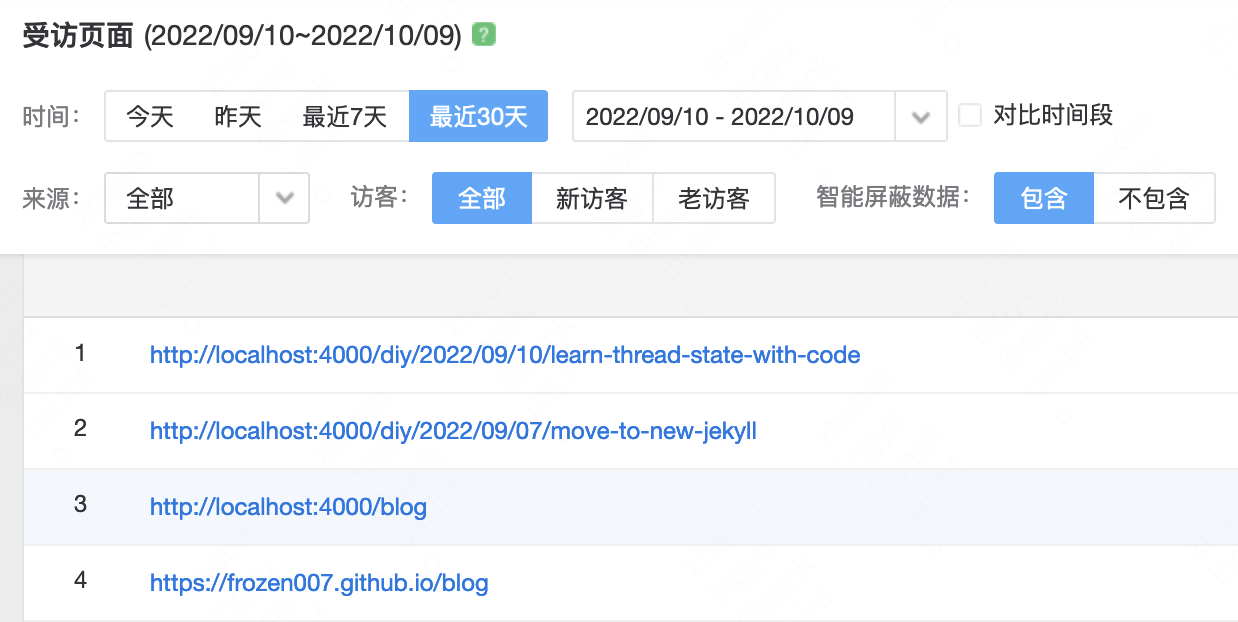 受访页面 (2022/09/10~2022/10/09) ?
时间： 今天 昨天 最近7天 最近30天 2022/09/10 - 2022/10/09 对比时间段
来源： 全部 访客： 全部 新访客 老访客 智能屏蔽数据： 包含 不包含
1 http://localhost:4000/diy/2022/09/10/learn-thread-state-with-code
2 http://localhost:4000/diy/2022/09/07/move-to-new-jekyll
3 http://localhost:4000/blog
4 https://frozen007.github.io/blog